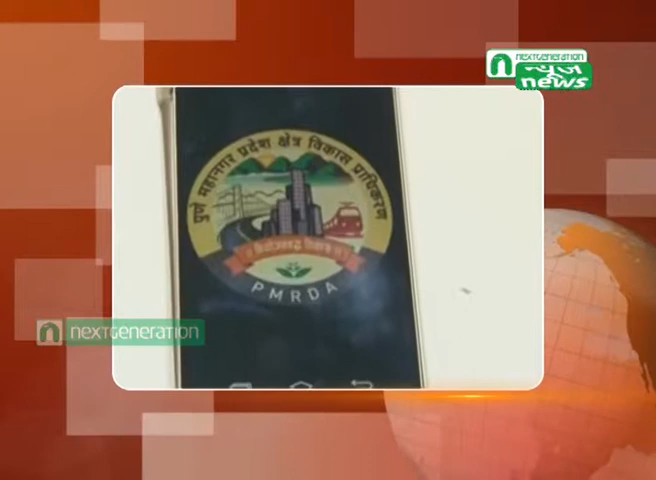 NEXTGENERATION
न्यूज
news
पुणे महानगर प्रदेश क्षेत्र विकास प्राधिकरण
PMRDA
NEXTGENERATION